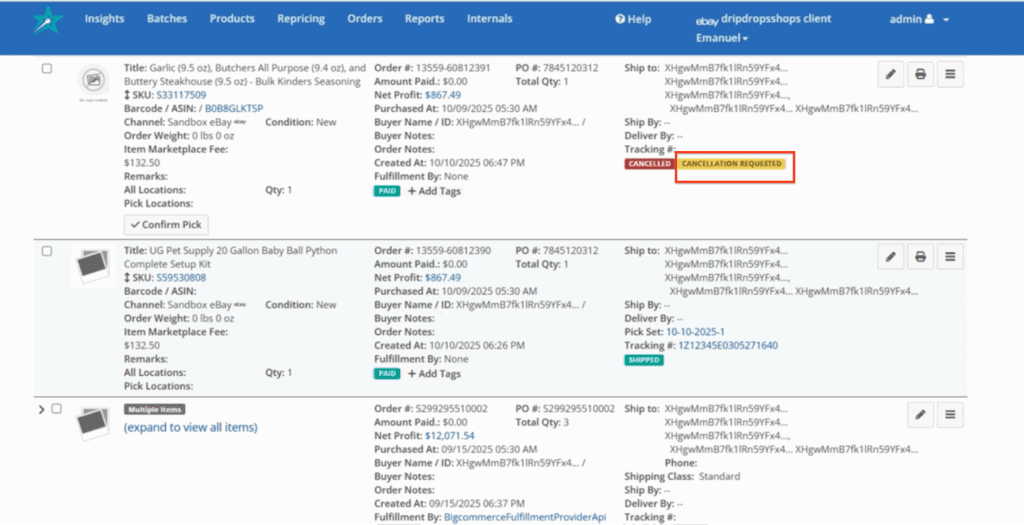 Insights Batches Products Repricing Orders Reports Internals Help ebay dripdropsshops client admin
Emanuel
Title: Garlic (9.5 oz), Butchers All Purpose (9.4 oz), and
Buttery Steakhouse (9.5 oz) - Bulk Kinders Seasoning
SKU: S33117509
Barcode / ASIN: / B0B8GLKTSP
Channel: Sandbox eBay Condition: New
Order Weight: 0 lbs 0 oz
Item Marketplace Fee:
$132.50
Remarks:
All Locations: Qty: 1
Pick Locations:
Confirm Pick
Order #: 13559-60812391 PO #: 7845120312
Amount Paid.: $0.00 Total Qty: 1
Net Profit: $867.49
Purchased At: 10/09/2025 05:30 AM
Buyer Name / ID: XHgwMmB7fk1lRn59YFx4... /
Buyer Notes:
Order Notes:
Created At: 10/10/2025 06:47 PM
Fulfillment By: None
PAID + Add Tags
Ship to: XHgwMmB7fk1lRn59YFx4...
XHgwMmB7fk1lRn59YFx4...
XHgwMmB7fk1lRn59YFx4...,
XHgwMmB7fk1lRn59YFx4... XHgwMmB7fk1lRn59YFx4...
Ship By: --
Deliver By: --
Tracking #:
CANCELLED CANCELLATION REQUESTED
Title: UG Pet Supply 20 Gallon Baby Ball Python
Complete Setup Kit
SKU: S59530808
Barcode / ASIN:
Channel: Sandbox eBay Condition: New
Order Weight: 0 lbs 0 oz
Item Marketplace Fee:
$132.50
Remarks:
All Locations: Qty: 1
Pick Locations:
Order #: 13559-60812390 PO #: 7845120312
Amount Paid.: $0.00 Total Qty: 1
Net Profit: $867.49
Purchased At: 10/09/2025 05:30 AM
Buyer Name / ID: XHgwMmB7fk1lRn59YFx4... /
Buyer Notes:
Order Notes:
Created At: 10/10/2025 06:26 PM
Fulfillment By: None
PAID + Add Tags
Ship to: XHgwMmB7fk1lRn59YFx4...
XHgwMmB7fk1lRn59YFx4...
XHgwMmB7fk1lRn59YFx4...,
XHgwMmB7fk1lRn59YFx4... XHgwMmB7fk1lRn59YFx4...
Ship By: --
Deliver By: --
Pick Set: 10-10-2025-1
Tracking #: 1Z12345E0305271640
SHIPPED
Multiple Items
(expand to view all items)
Order #: S299295510002 PO #: S299295510002
Amount Paid.: $0.00 Total Qty: 3
Net Profit: $12,071.54
Purchased At: 09/15/2025 05:30 AM
Buyer Name / ID: XHgwMmB7fk1lRn59YFx4... /
Buyer Notes:
Order Notes:
Created At: 09/15/2025 06:37 PM
Fulfillment By: BigcommerceFulfillmentProviderApi
Ship to: XHgwMmB7fk1lRn59YFx4...
XHgwMmB7fk1lRn59YFx4...
XHgwMmB7fk1lRn59YFx4...,
XHgwMmB7fk1lRn59YFx4... XHgwMmB7fk1lRn59YFx4...
Phone:
Shipping Class: Standard
Ship By: --
Deliver By: --
Tracking #: